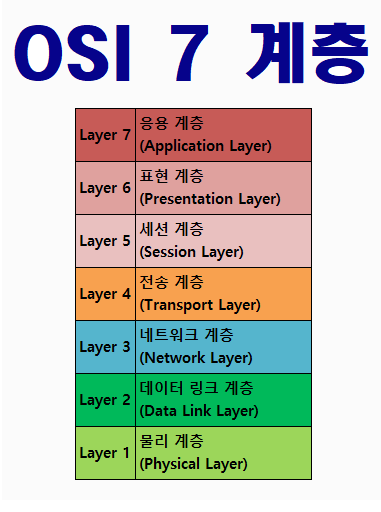 OSI 7 계층
Layer 7
응용 계층
(Application Layer)
Layer 6
표현 계층
(Presentation Layer)
Layer 5
세션 계층
(Session Layer)
Layer 4
전송 계층
(Transport Layer)
Layer 3
네트워크 계층
(Network Layer)
Layer 2
데이터 링크 계층
(Data Link Layer)
Layer 1
물리 계층
(Physical Layer)